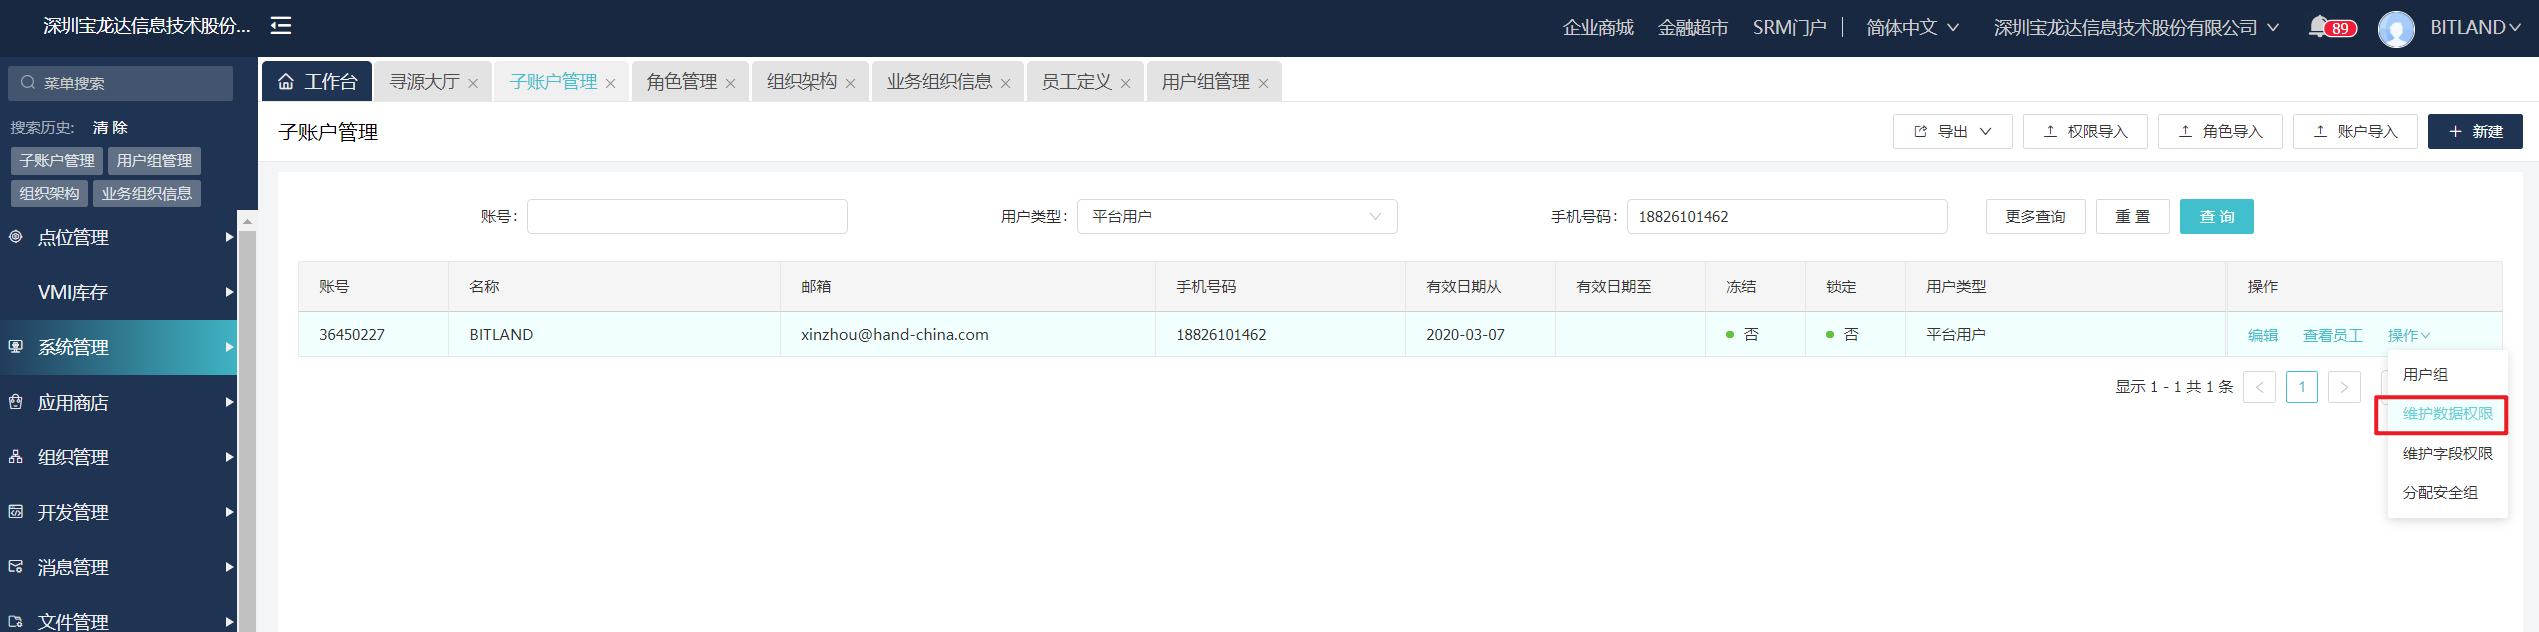 深圳宝龙达信息技术股份...
企业商城 金融超市 SRM门户 简体中文 深圳宝龙达信息技术股份有限公司 89 BITLAND
菜单搜索
搜索历史: 清 除
子账户管理 用户组管理
组织架构 业务组织信息
点位管理
VMI库存
系统管理
应用商店
组织管理
开发管理
消息管理
文件管理
工作台 寻源大厅 子账户管理 角色管理 组织架构 业务组织信息 员工定义 用户组管理
子账户管理
导出 权限导入 角色导入 账户导入 新建
账号: 用户类型: 平台用户 手机号码: 18826101462 更多查询 重 置 查 询
账号 名称 邮箱 手机号码 有效日期从 有效日期至 冻结 锁定 用户类型 操作
36450227 BITLAND xinzhou@hand-china.com 18826101462 2020-03-07 否 否 平台用户 编辑 查看员工 操作
显示 1 - 1 共 1 条 1
用户组
维护数据权限
维护字段权限
分配安全组